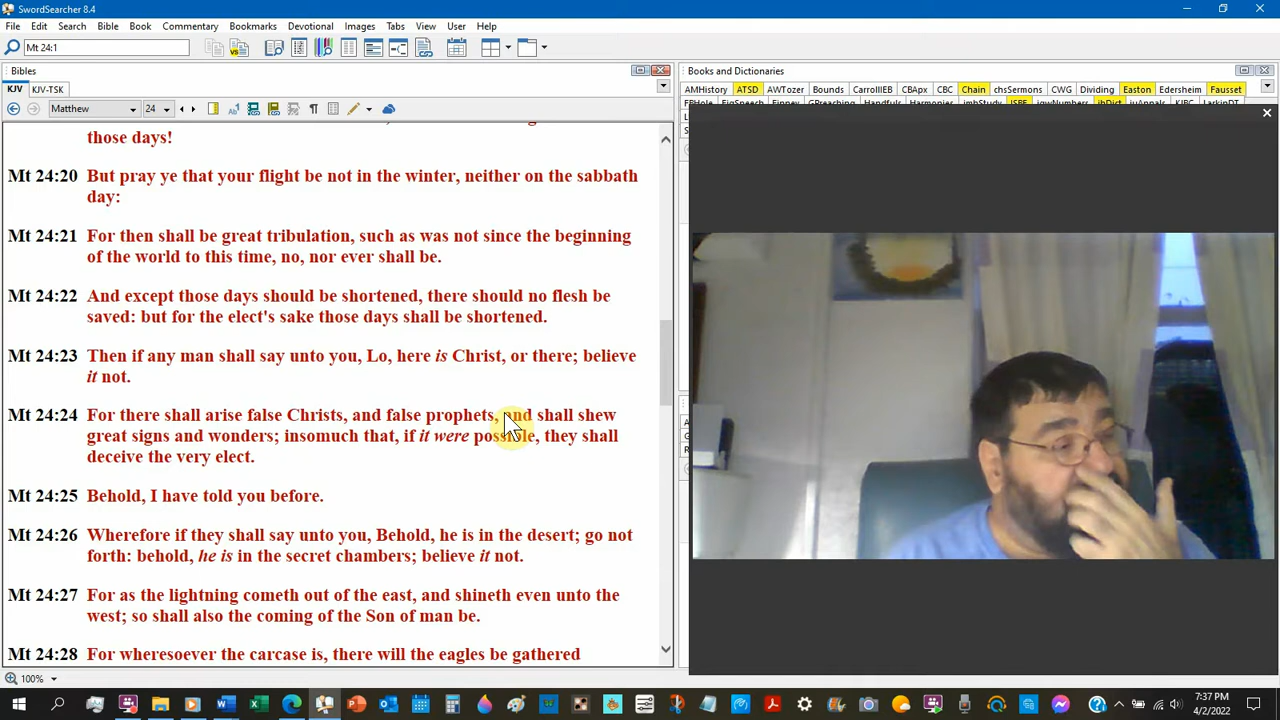 SwordSearcher 8.4
File Edit Search Bible Book Commentary Bookmarks Devotional Images Tabs View User Help
Mt 24:1
Bibles
KJV KJV-TSK
Matthew 24
those days!
Mt 24:20 But pray ye that your flight be not in the winter, neither on the sabbath
day:
Mt 24:21 For then shall be great tribulation, such as was not since the beginning
of the world to this time, no, nor ever shall be.
Mt 24:22 And except those days should be shortened, there should no flesh be
saved: but for the elect's sake those days shall be shortened.
Mt 24:23 Then if any man shall say unto you, Lo, here is Christ, or there; believe
it not.
Mt 24:24 For there shall arise false Christs, and false prophets, and shall shew
great signs and wonders; insomuch that, if it were possible, they shall
deceive the very elect.
Mt 24:25 Behold, I have told you before.
Mt 24:26 Wherefore if they shall say unto you, Behold, he is in the desert; go not
forth: behold, he is in the secret chambers; believe it not.
Mt 24:27 For as the lightning cometh out of the east, and shineth even unto the
west; so shall also the coming of the Son of man be.
Mt 24:28 For wheresoever the carcase is, there will the eagles be gathered
100%
Books and Dictionaries
AMHistory ATSD AWTozer Bounds CarrollIEB CBApx CBC Chain chsSermons CWG Dividing Easton Edersheim Fausset
7:37 PM
4/2/2022